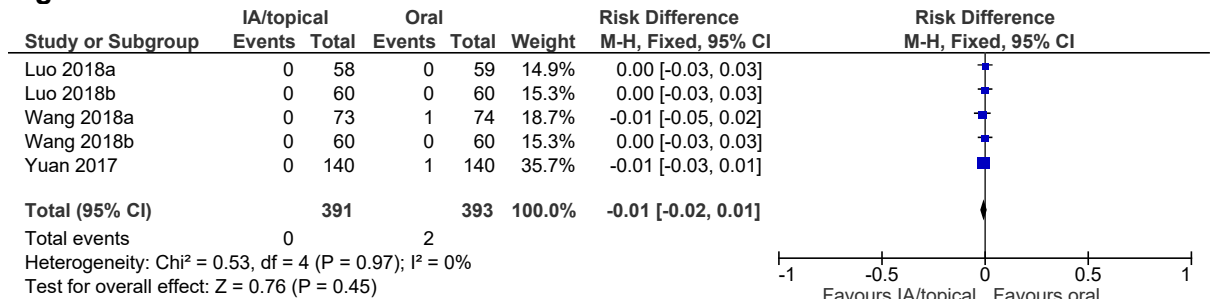 IA/topical Oral Risk Difference Risk Difference
Study or Subgroup Events Total Events Total Weight M-H, Fixed, 95% CI M-H, Fixed, 95% CI
Luo 2018a 0 58 0 59 14.9% 0.00 [-0.03, 0.03]
Luo 2018b 0 60 0 60 15.3% 0.00 [-0.03, 0.03]
Wang 2018a 0 73 1 74 18.7% -0.01 [-0.05, 0.02]
Wang 2018b 0 60 0 60 15.3% 0.00 [-0.03, 0.03]
Yuan 2017 0 140 1 140 35.7% -0.01 [-0.03, 0.01]
Total (95% CI) 391 393 100.0% -0.01 [-0.02, 0.01]
Total events 0 2
Heterogeneity: Chi² = 0.53, df = 4 (P = 0.97); I² = 0%
Test for overall effect: Z = 0.76 (P = 0.45)
-1 -0.5 0 0.5 1
Favours IA/topical Favours oral